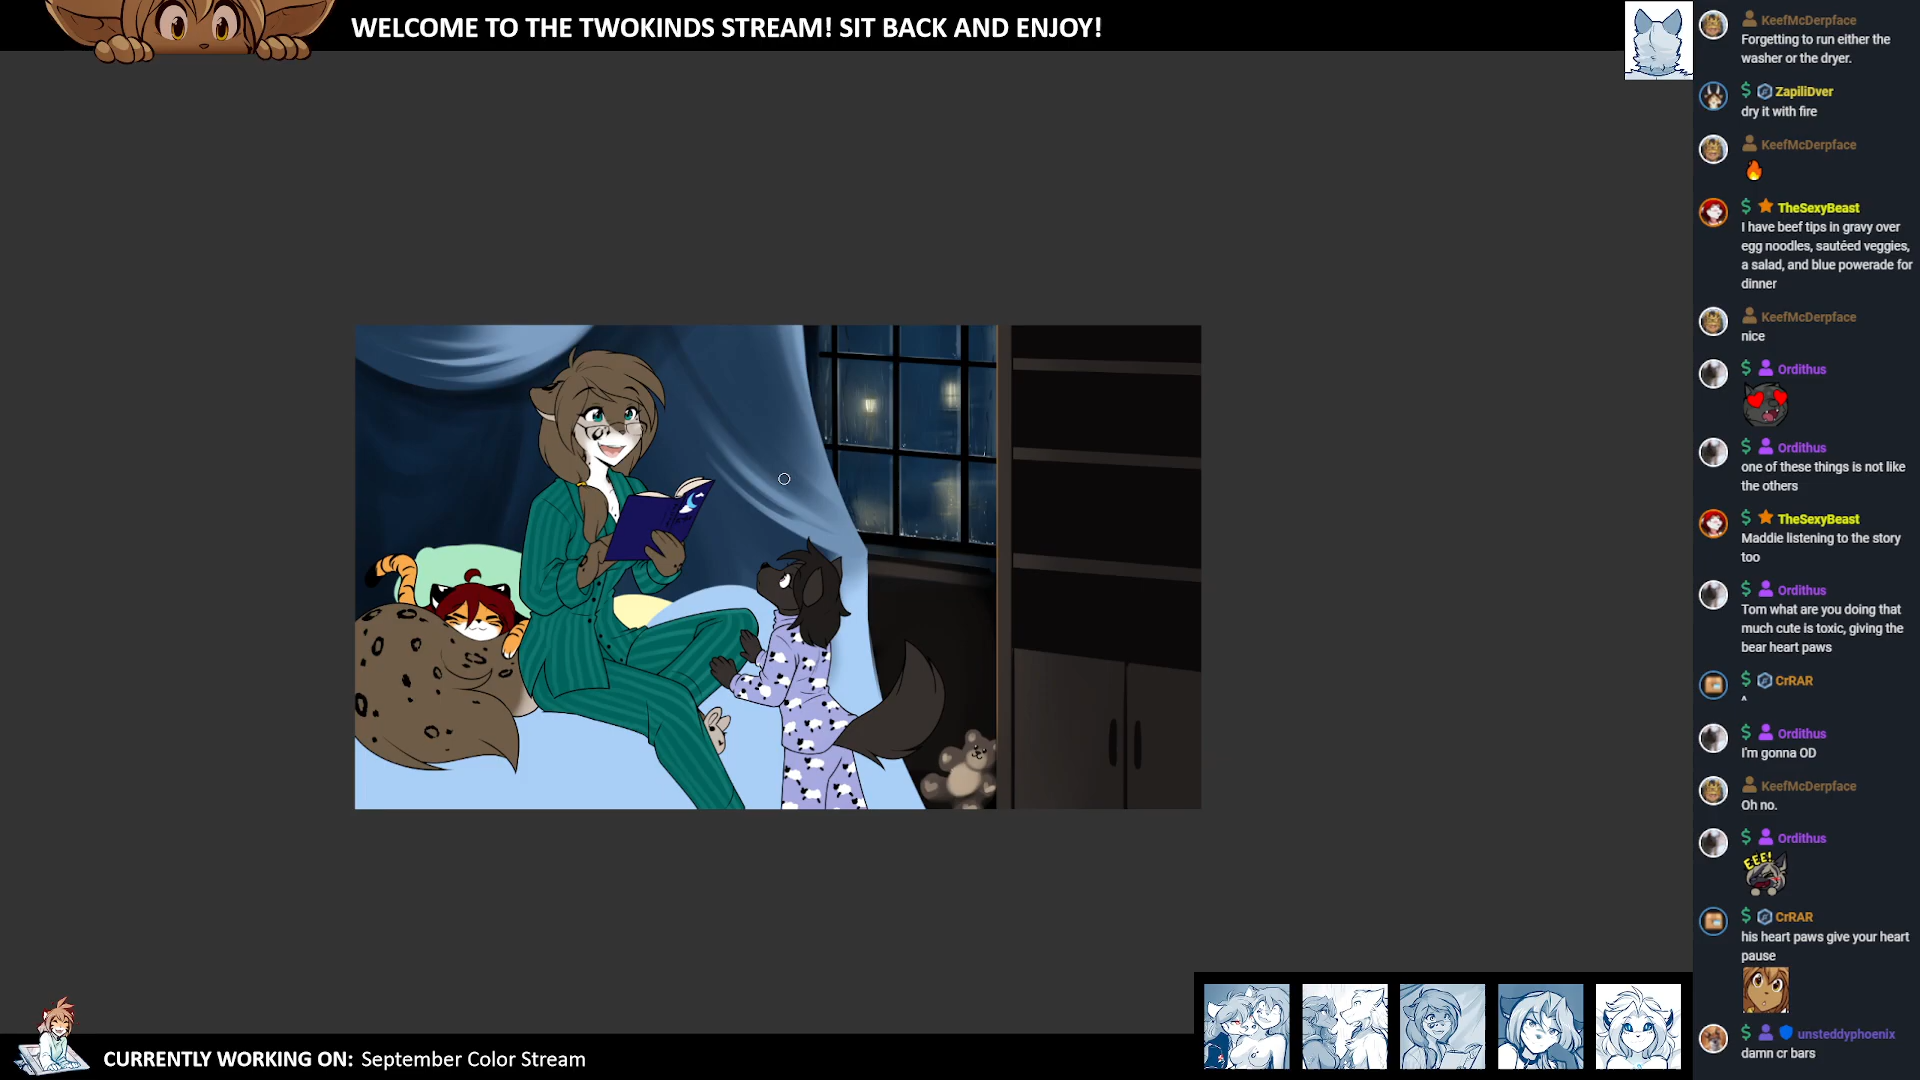 WELCOME TO THE TWOKINDS STREAM! SIT BACK AND ENJOY!
KeefMcDerpface
Forgetting to run either the
washer or the dryer.
$ ZapiliDver
dry it with fire
KeefMcDerpface
$ TheSexyBeast
I have beef tips in gravy over
egg noodles, sautéed veggies,
a salad, and blue powerade for
dinner
KeefMcDerpface
nice
$ Ordithus
$ Ordithus
one of these things is not like
the others
$ TheSexyBeast
Maddie listening to the story
too
$ Ordithus
Tom what are you doing that
much cute is toxic, giving the
bear heart paws
$ CrRAR
^
$ Ordithus
I'm gonna OD
KeefMcDerpface
Oh no.
$ Ordithus
EEE!
$ CrRAR
his heart paws give your heart
pause
$ unsteddyphoenix
damn cr bars
CURRENTLY WORKING ON: September Color Stream